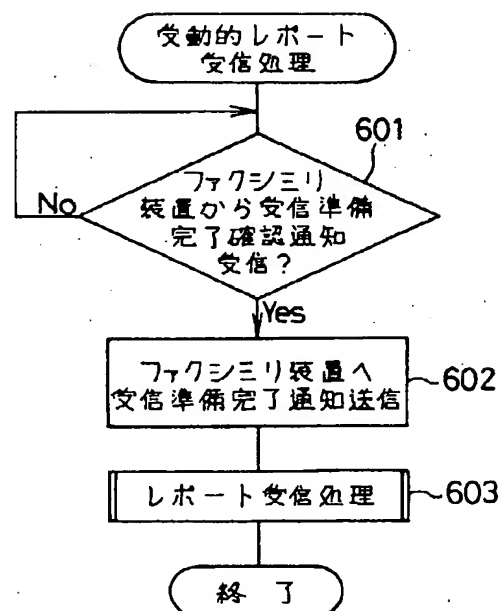 受動的レポート
受信処理
601
ファクシミリ
装置から受信準備
完了確認通知
受信?
No
Yes
ファクシミリ装置へ
受信準備完了通知送信
602
レポート受信処理
603
終了